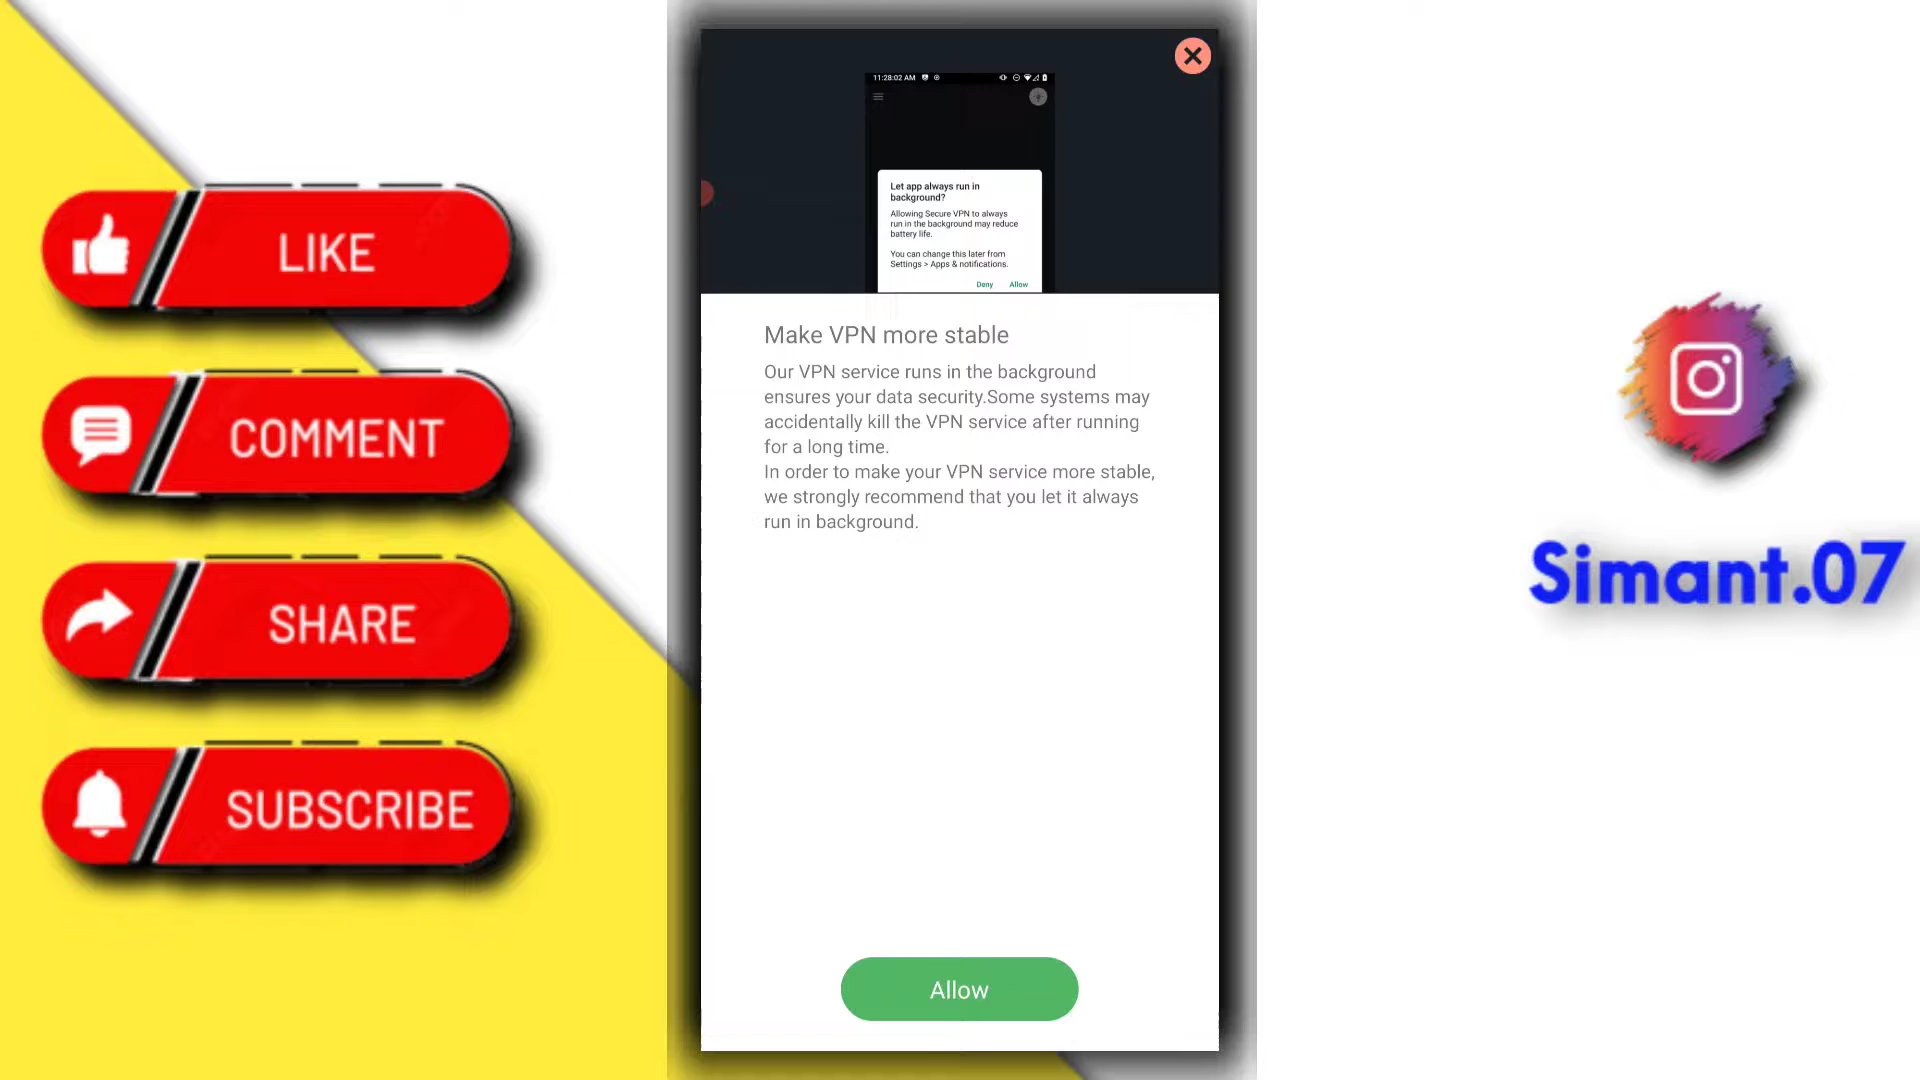 LIKE
COMMENT
SHARE
SUBSCRIBE
11:28:02 AM
Let app always run in
background?
Allowing Secure VPN to always
run in the background may reduce
battery life.
You can change this later from
Settings > Apps & notifications.
Deny Allow
Make VPN more stable
Our VPN service runs in the background
ensures your data security.Some systems may
accidentally kill the VPN service after running
for a long time.
In order to make your VPN service more stable,
we strongly recommend that you let it always
run in background.
Allow
Simant.07